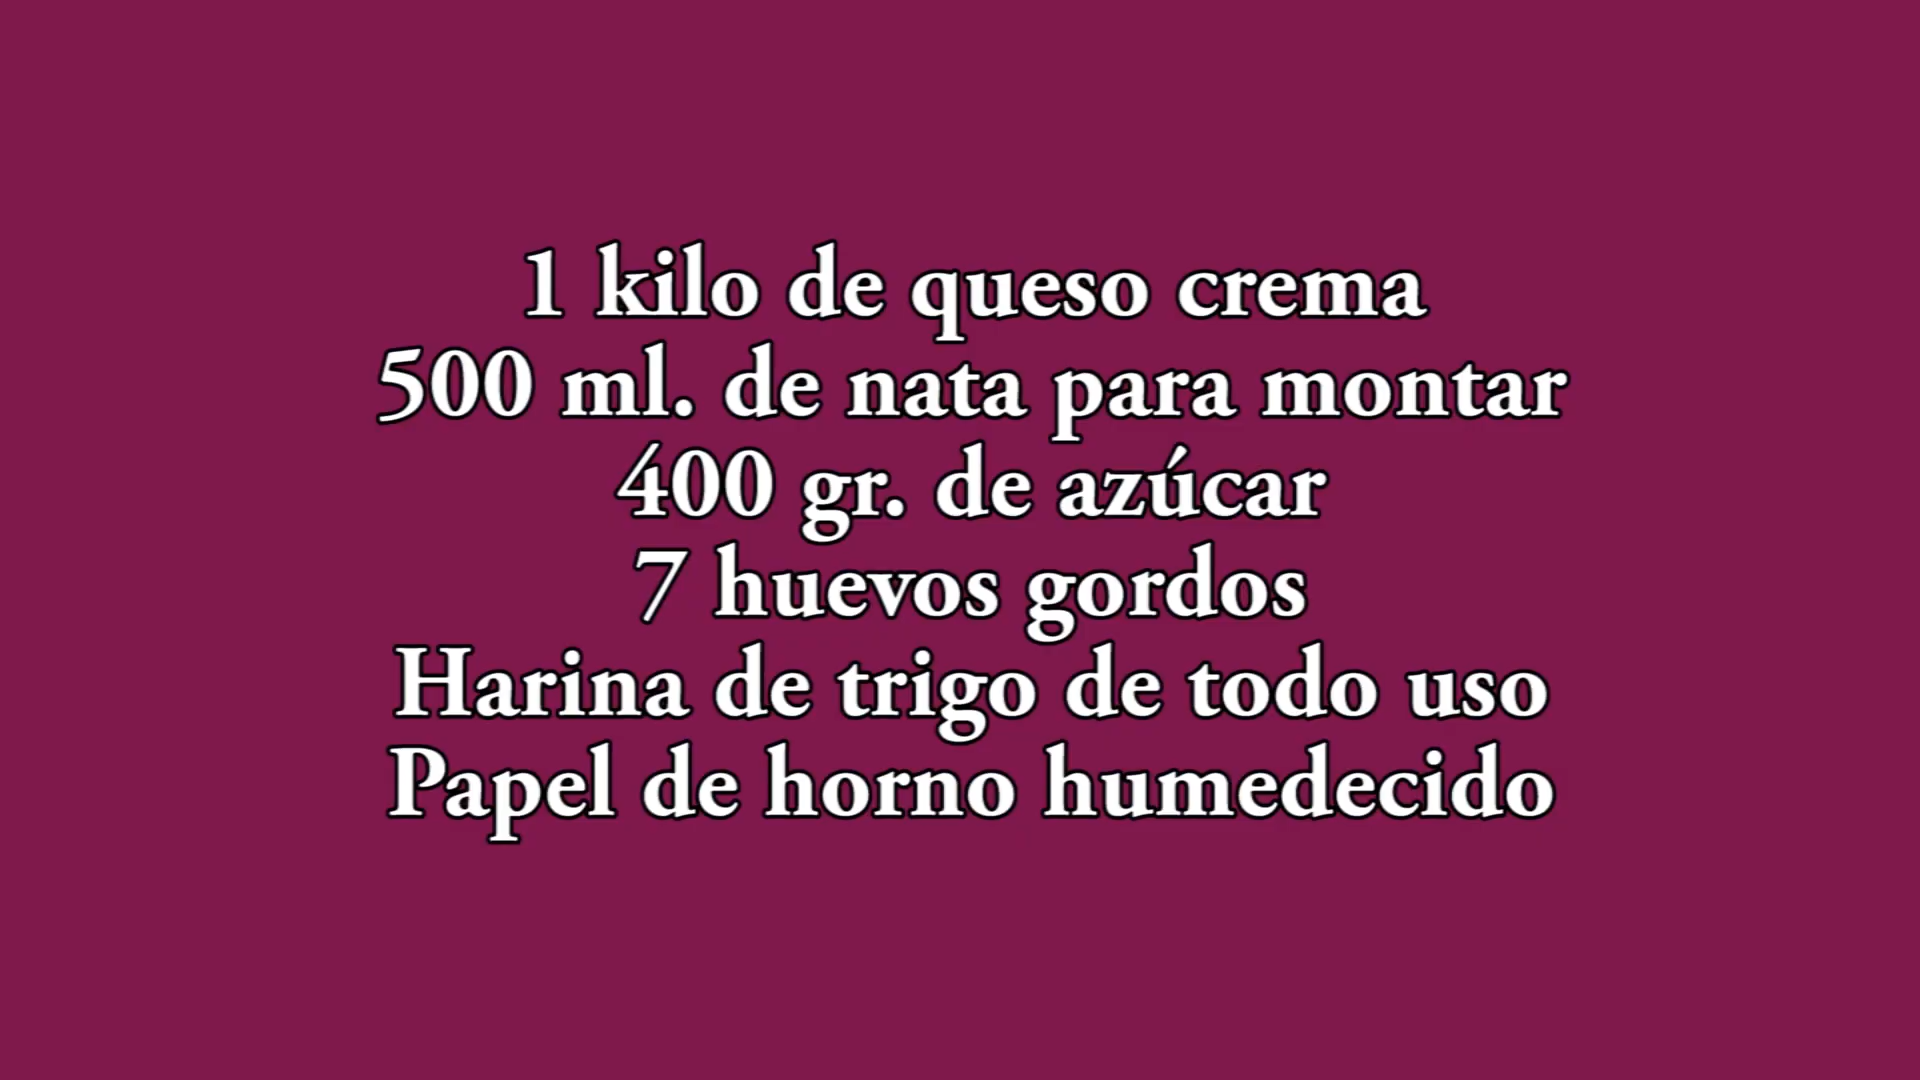 1 kilo de queso crema
500 ml. de nata para montar
400 gr. de azúcar
7 huevos gordos
Harina de trigo de todo uso
Papel de horno humedecido